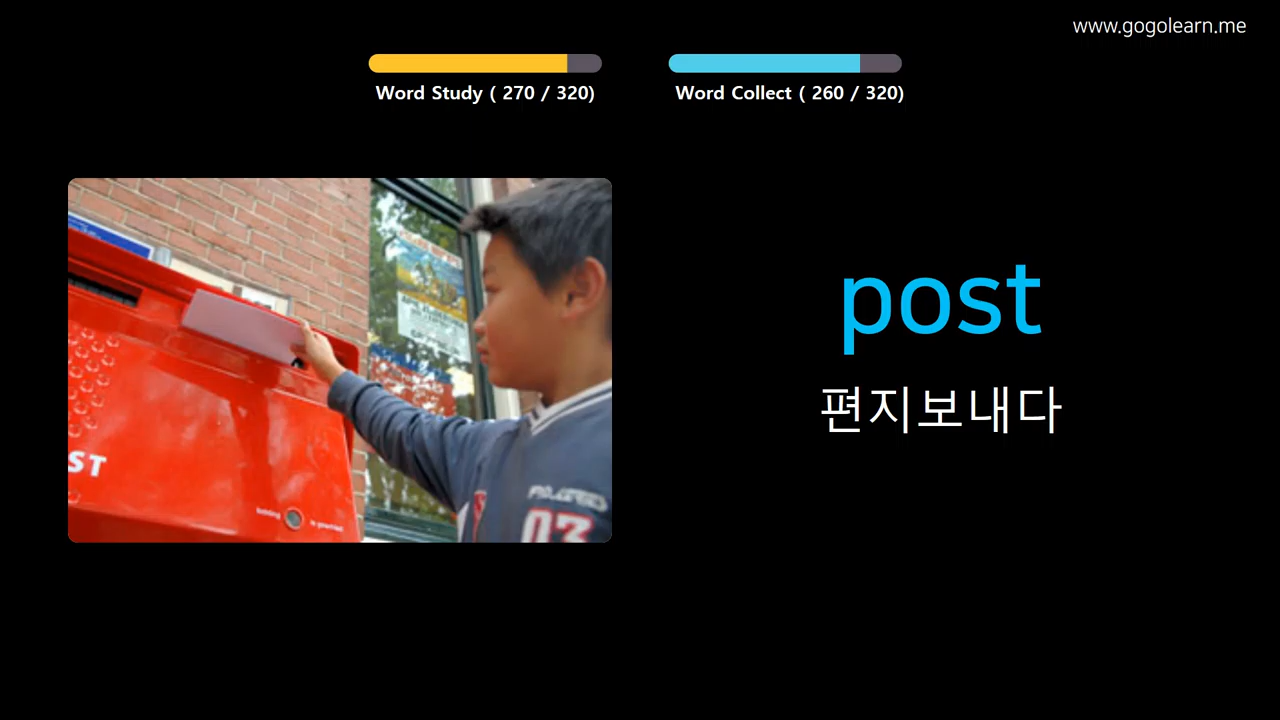 www.gogolearn.me
Word Study ( 270 / 320)
Word Collect ( 260 / 320)
post
편지보내다
ST
03